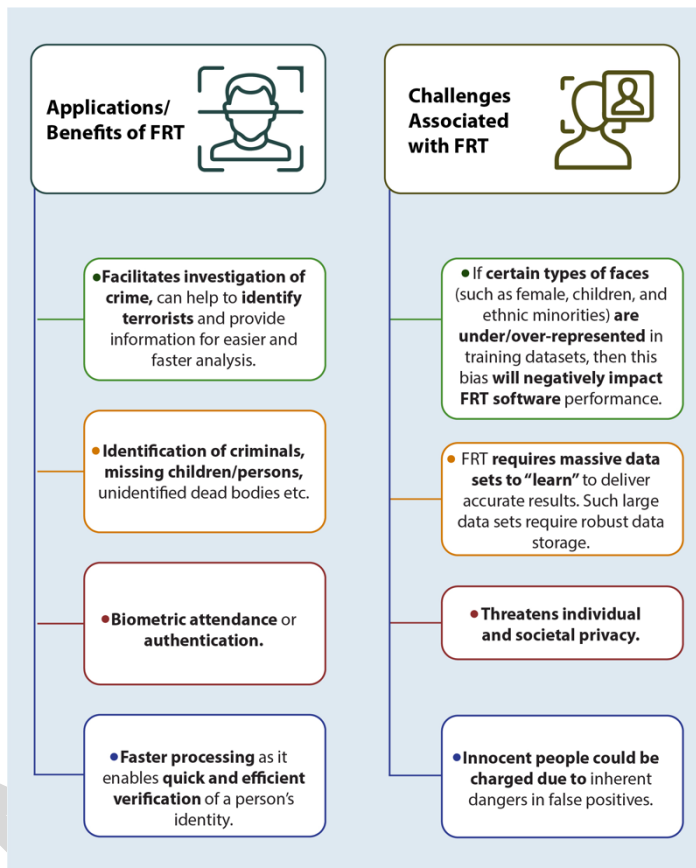 Applications/
Benefits of FRT
•Facilitates investigation of
crime, can help to identify
terrorists and provide
information for easier and
faster analysis.
•Identification of criminals,
missing children/persons,
unidentified dead bodies etc.
•Biometric attendance or
authentication.
•Faster processing as it
enables quick and efficient
verification of a person's
identity.
Challenges
Associated
with FRT
•If certain types of faces
(such as female, children, and
ethnic minorities) are
under/over-represented in
training datasets, then this
bias will negatively impact
FRT software performance.
• FRT requires massive data
sets to “learn” to deliver
accurate results. Such large
data sets require robust data
storage.
•Threatens individual
and societal privacy.
•Innocent people could be
charged due to inherent
dangers in false positives.